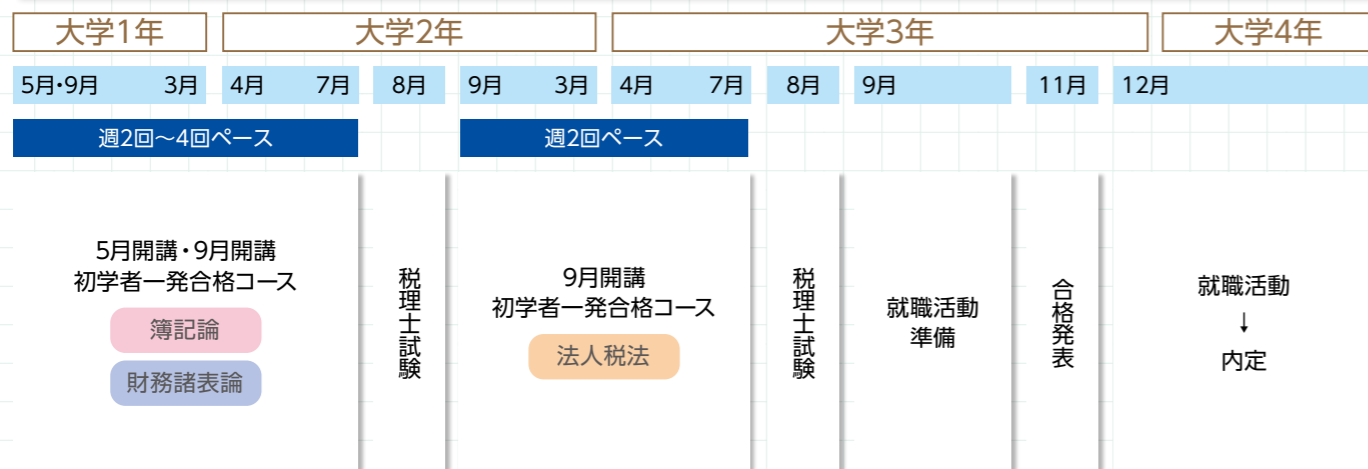 大学1年
大学2年
大学3年
大学4年
5月・9月 3月
4月 7月
8月
9月 3月
4月 7月
8月
9月
11月
12月
週2回～4回ペース
週2回ペース
5月開講・9月開講
初学者一発合格コース
簿記論
財務諸表論
税理士試験
9月開講
初学者一発合格コース
法人税法
税理士試験
就職活動
準備
合格発表
就職活動
↓
内定